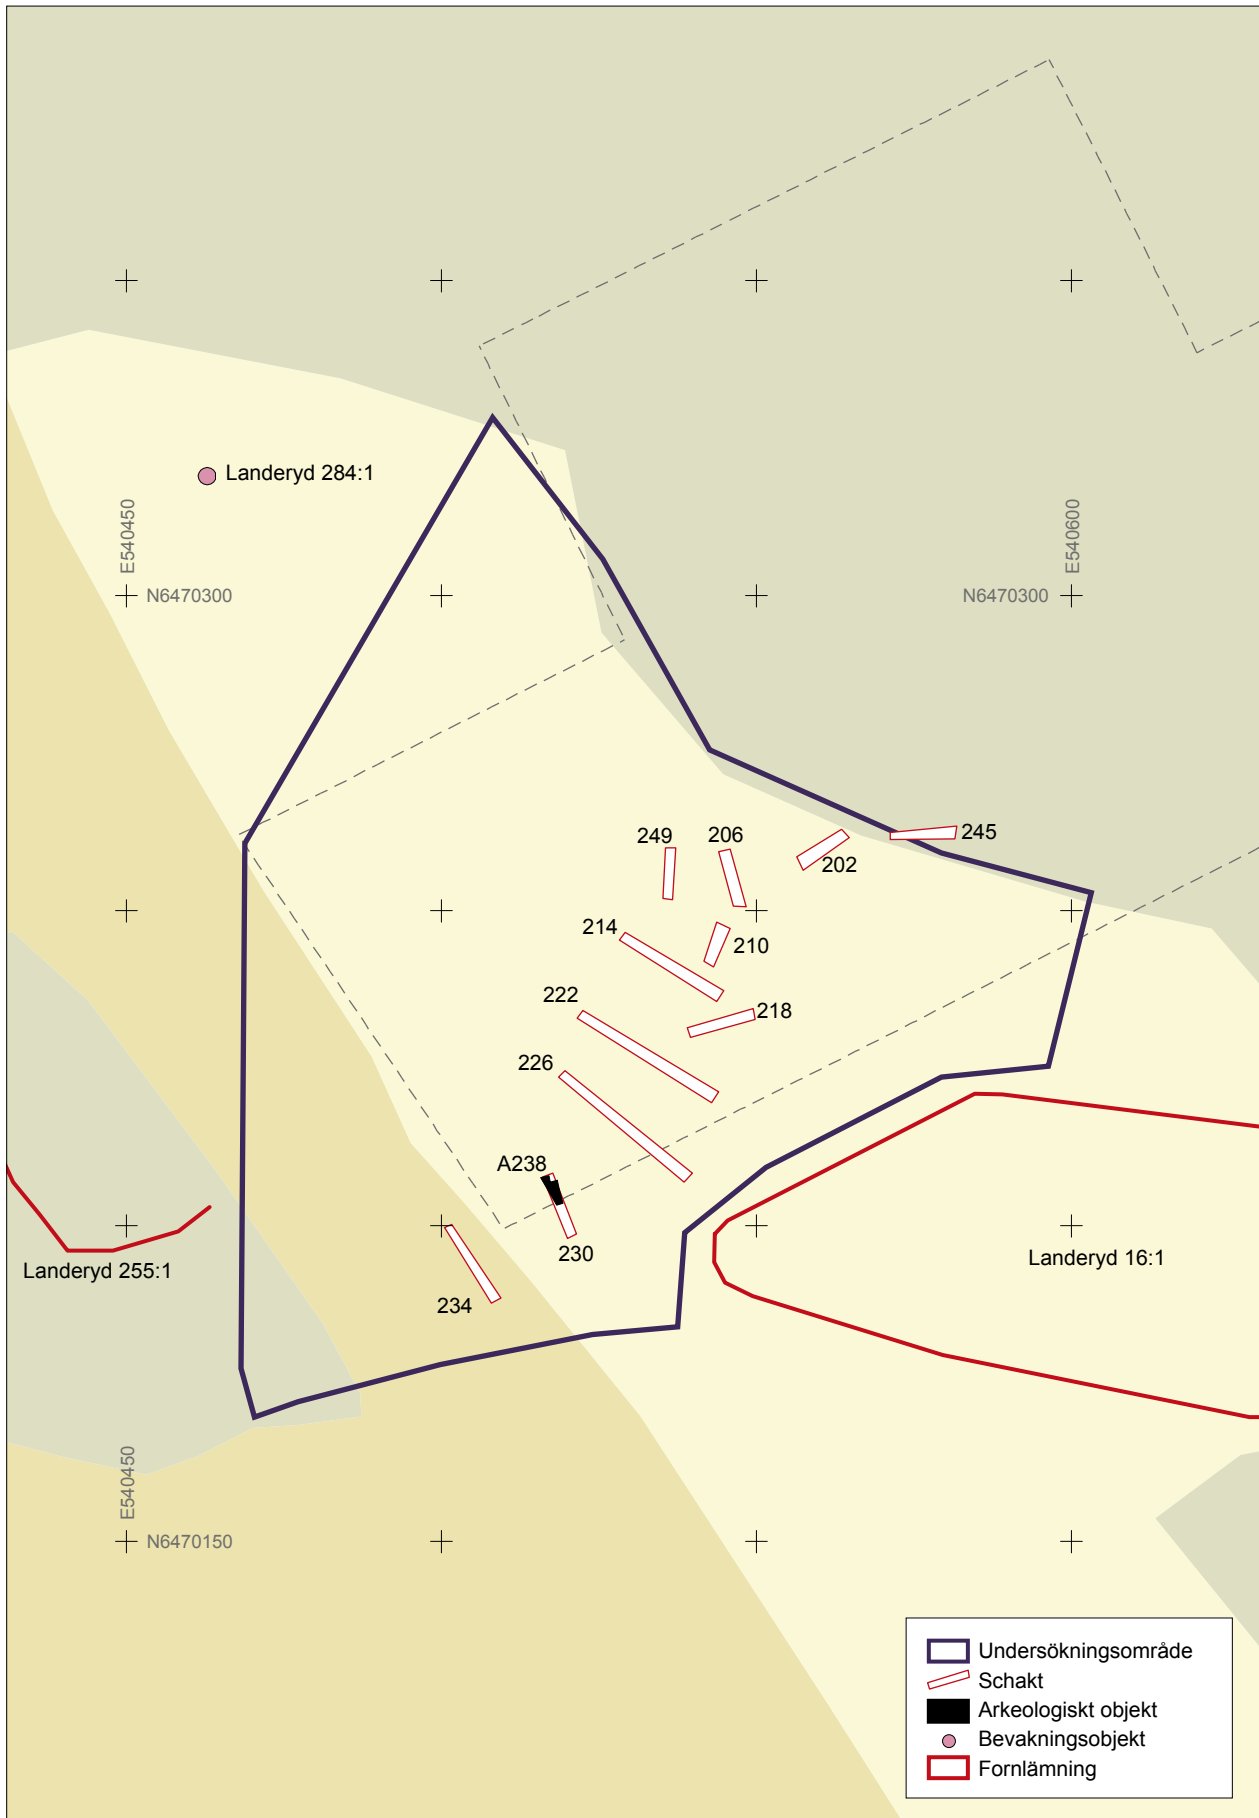 Landeryd 284:1
E540450
E540600
N6470300
N6470300
249
206
245
202
214
210
222
218
226
A238
230
Landeryd 16:1
Landeryd 255:1
234
E540450
N6470150
Undersökningsområde
Schakt
Arkeologiskt objekt
Bevakningsobjekt
Fornlämning